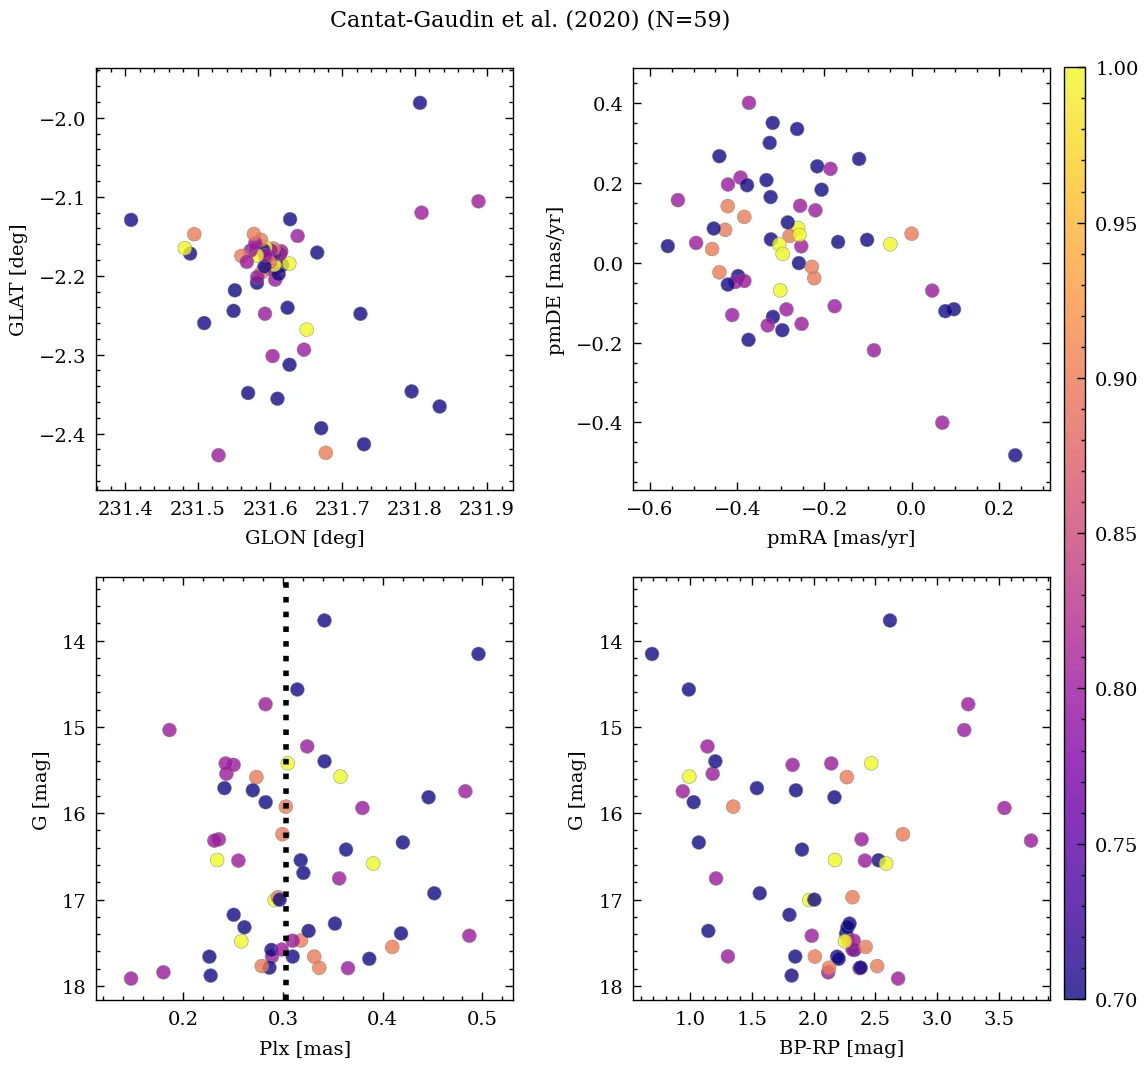 Cantat-Gaudin et al. (2020) (N=59)
GLAT [deg]
−2.0
−2.1
−2.2
−2.3
−2.4
231.4 231.5 231.6 231.7 231.8 231.9
GLON [deg]
pmDE [mas/yr]
0.4
0.2
0.0
−0.2
−0.4
−0.6 −0.4 −0.2 0.0 0.2
pmRA [mas/yr]
G [mag]
14
15
16
17
18
0.2 0.3 0.4 0.5
Plx [mas]
G [mag]
14
15
16
17
18
1.0 1.5 2.0 2.5 3.0 3.5
BP-RP [mag]
1.00
0.95
0.90
0.85
0.80
0.75
0.70